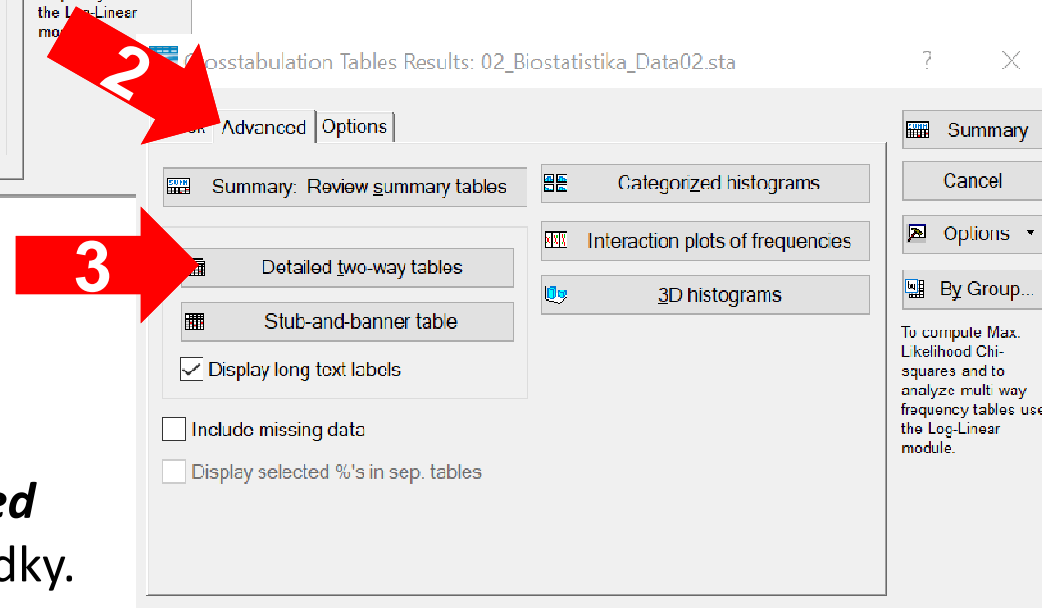 the Log-Linear
2
Crosstabulation Tables Results: 02_Biostatistika_Data02.sta
?
Advanced
Options
Summary
Summary: Review summary tables
Categorized histograms
Cancel
Interaction plots of frequencies
Options
3
Detailed two-way tables
3D histograms
By Group...
Stub-and-banner table
To compute Max.
Likelihood Chi-
squares and to
analyze multi way
frequency tables use
the Log-Linear
module.
Display long text labels
Include missing data
Display selected %'s in sep. tables
ed
dky.